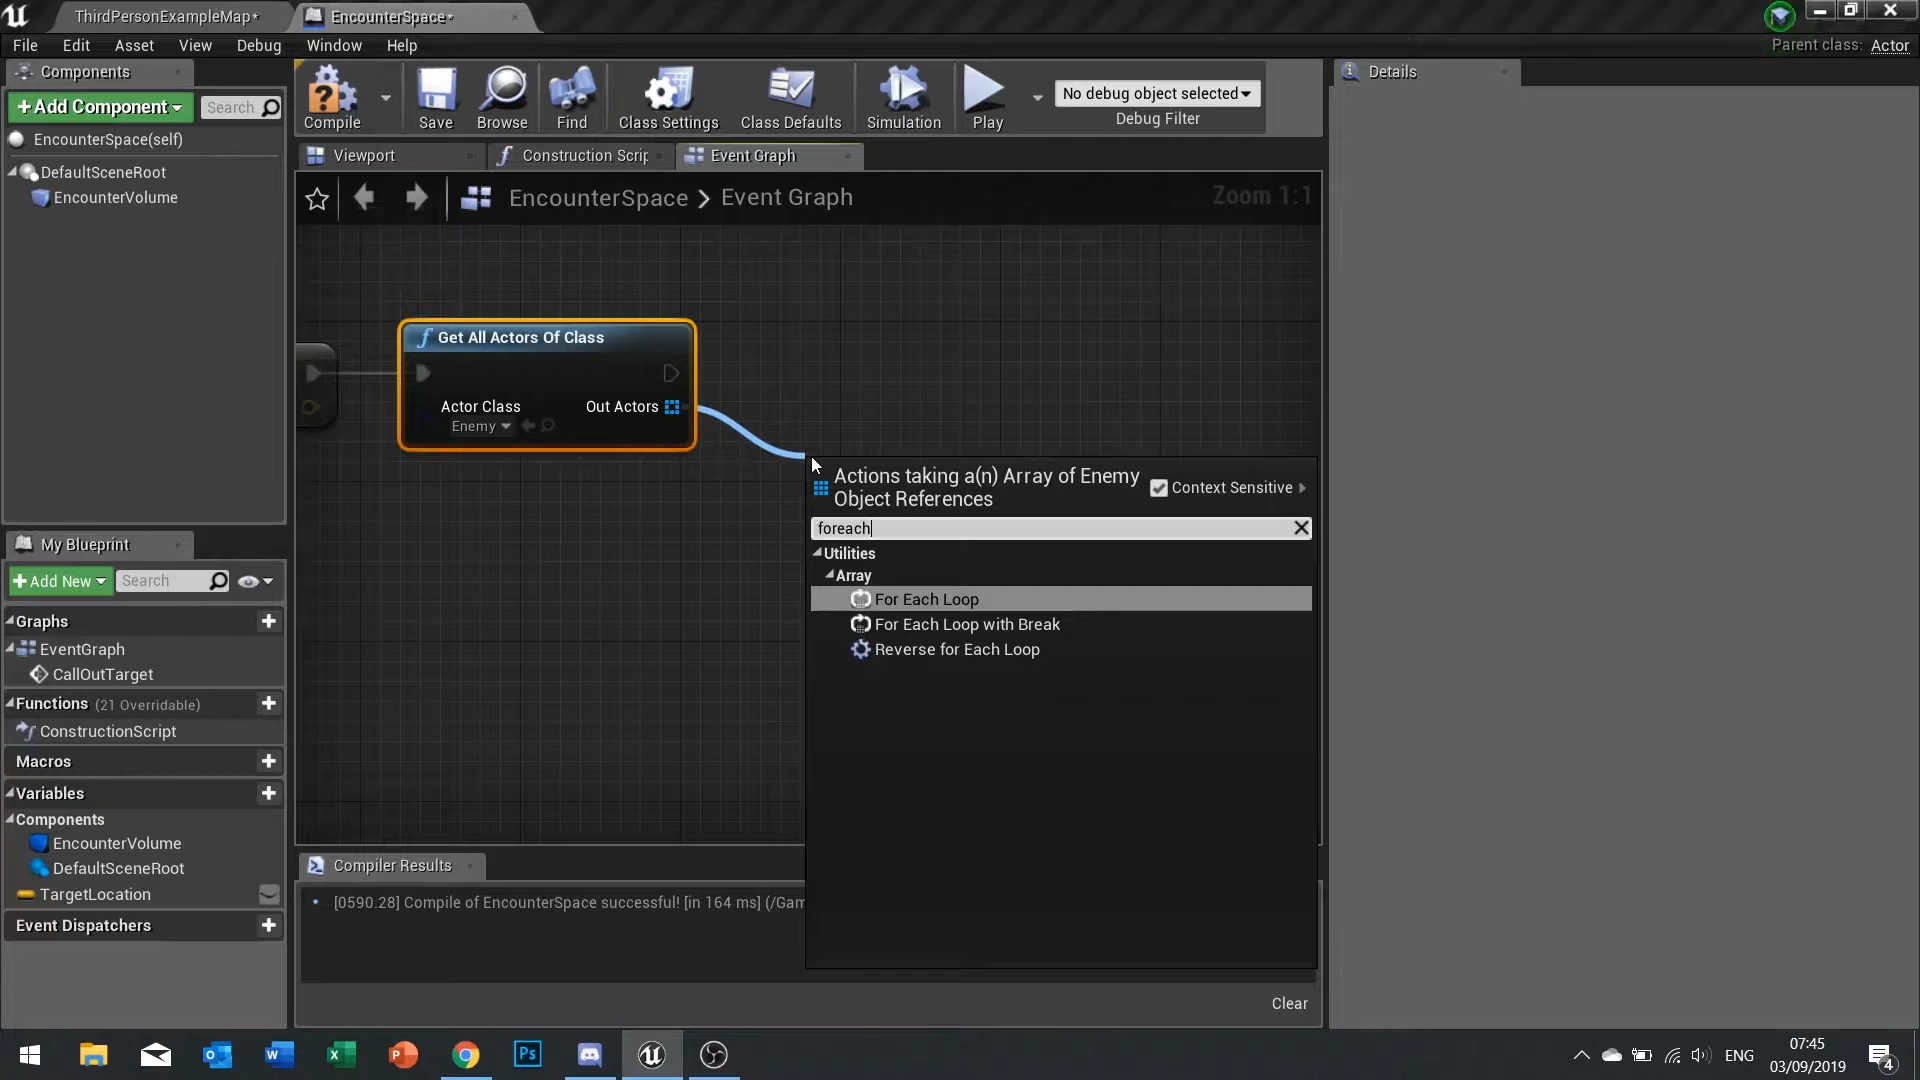 ThirdPersonExampleMap*
EncounterSpace*
File Edit Asset View Debug Window Help
Parent class: Actor
Components
+Add Component
Search
EncounterSpace(self)
DefaultSceneRoot
EncounterVolume
Compile
Save
Browse
Find
Class Settings
Class Defaults
Simulation
Play
No debug object selected
Debug Filter
Details
Viewport
Construction Scrip
Event Graph
EncounterSpace > Event Graph
Zoom 1:1
f Get All Actors Of Class
Actor Class
Out Actors
Enemy
Actions taking a(n) Array of Enemy
Object References
Context Sensitive
foreach
Utilities
Array
For Each Loop
For Each Loop with Break
Reverse for Each Loop
My Blueprint
+Add New
Search
Graphs
EventGraph
CallOutTarget
Functions (21 Overridable)
ConstructionScript
Macros
Variables
Components
EncounterVolume
DefaultSceneRoot
TargetLocation
Event Dispatchers
Compiler Results
[0590.28] Compile of EncounterSpace successful! [in 164 ms] (/Gam
Clear
ENG
07:45
03/09/2019
4